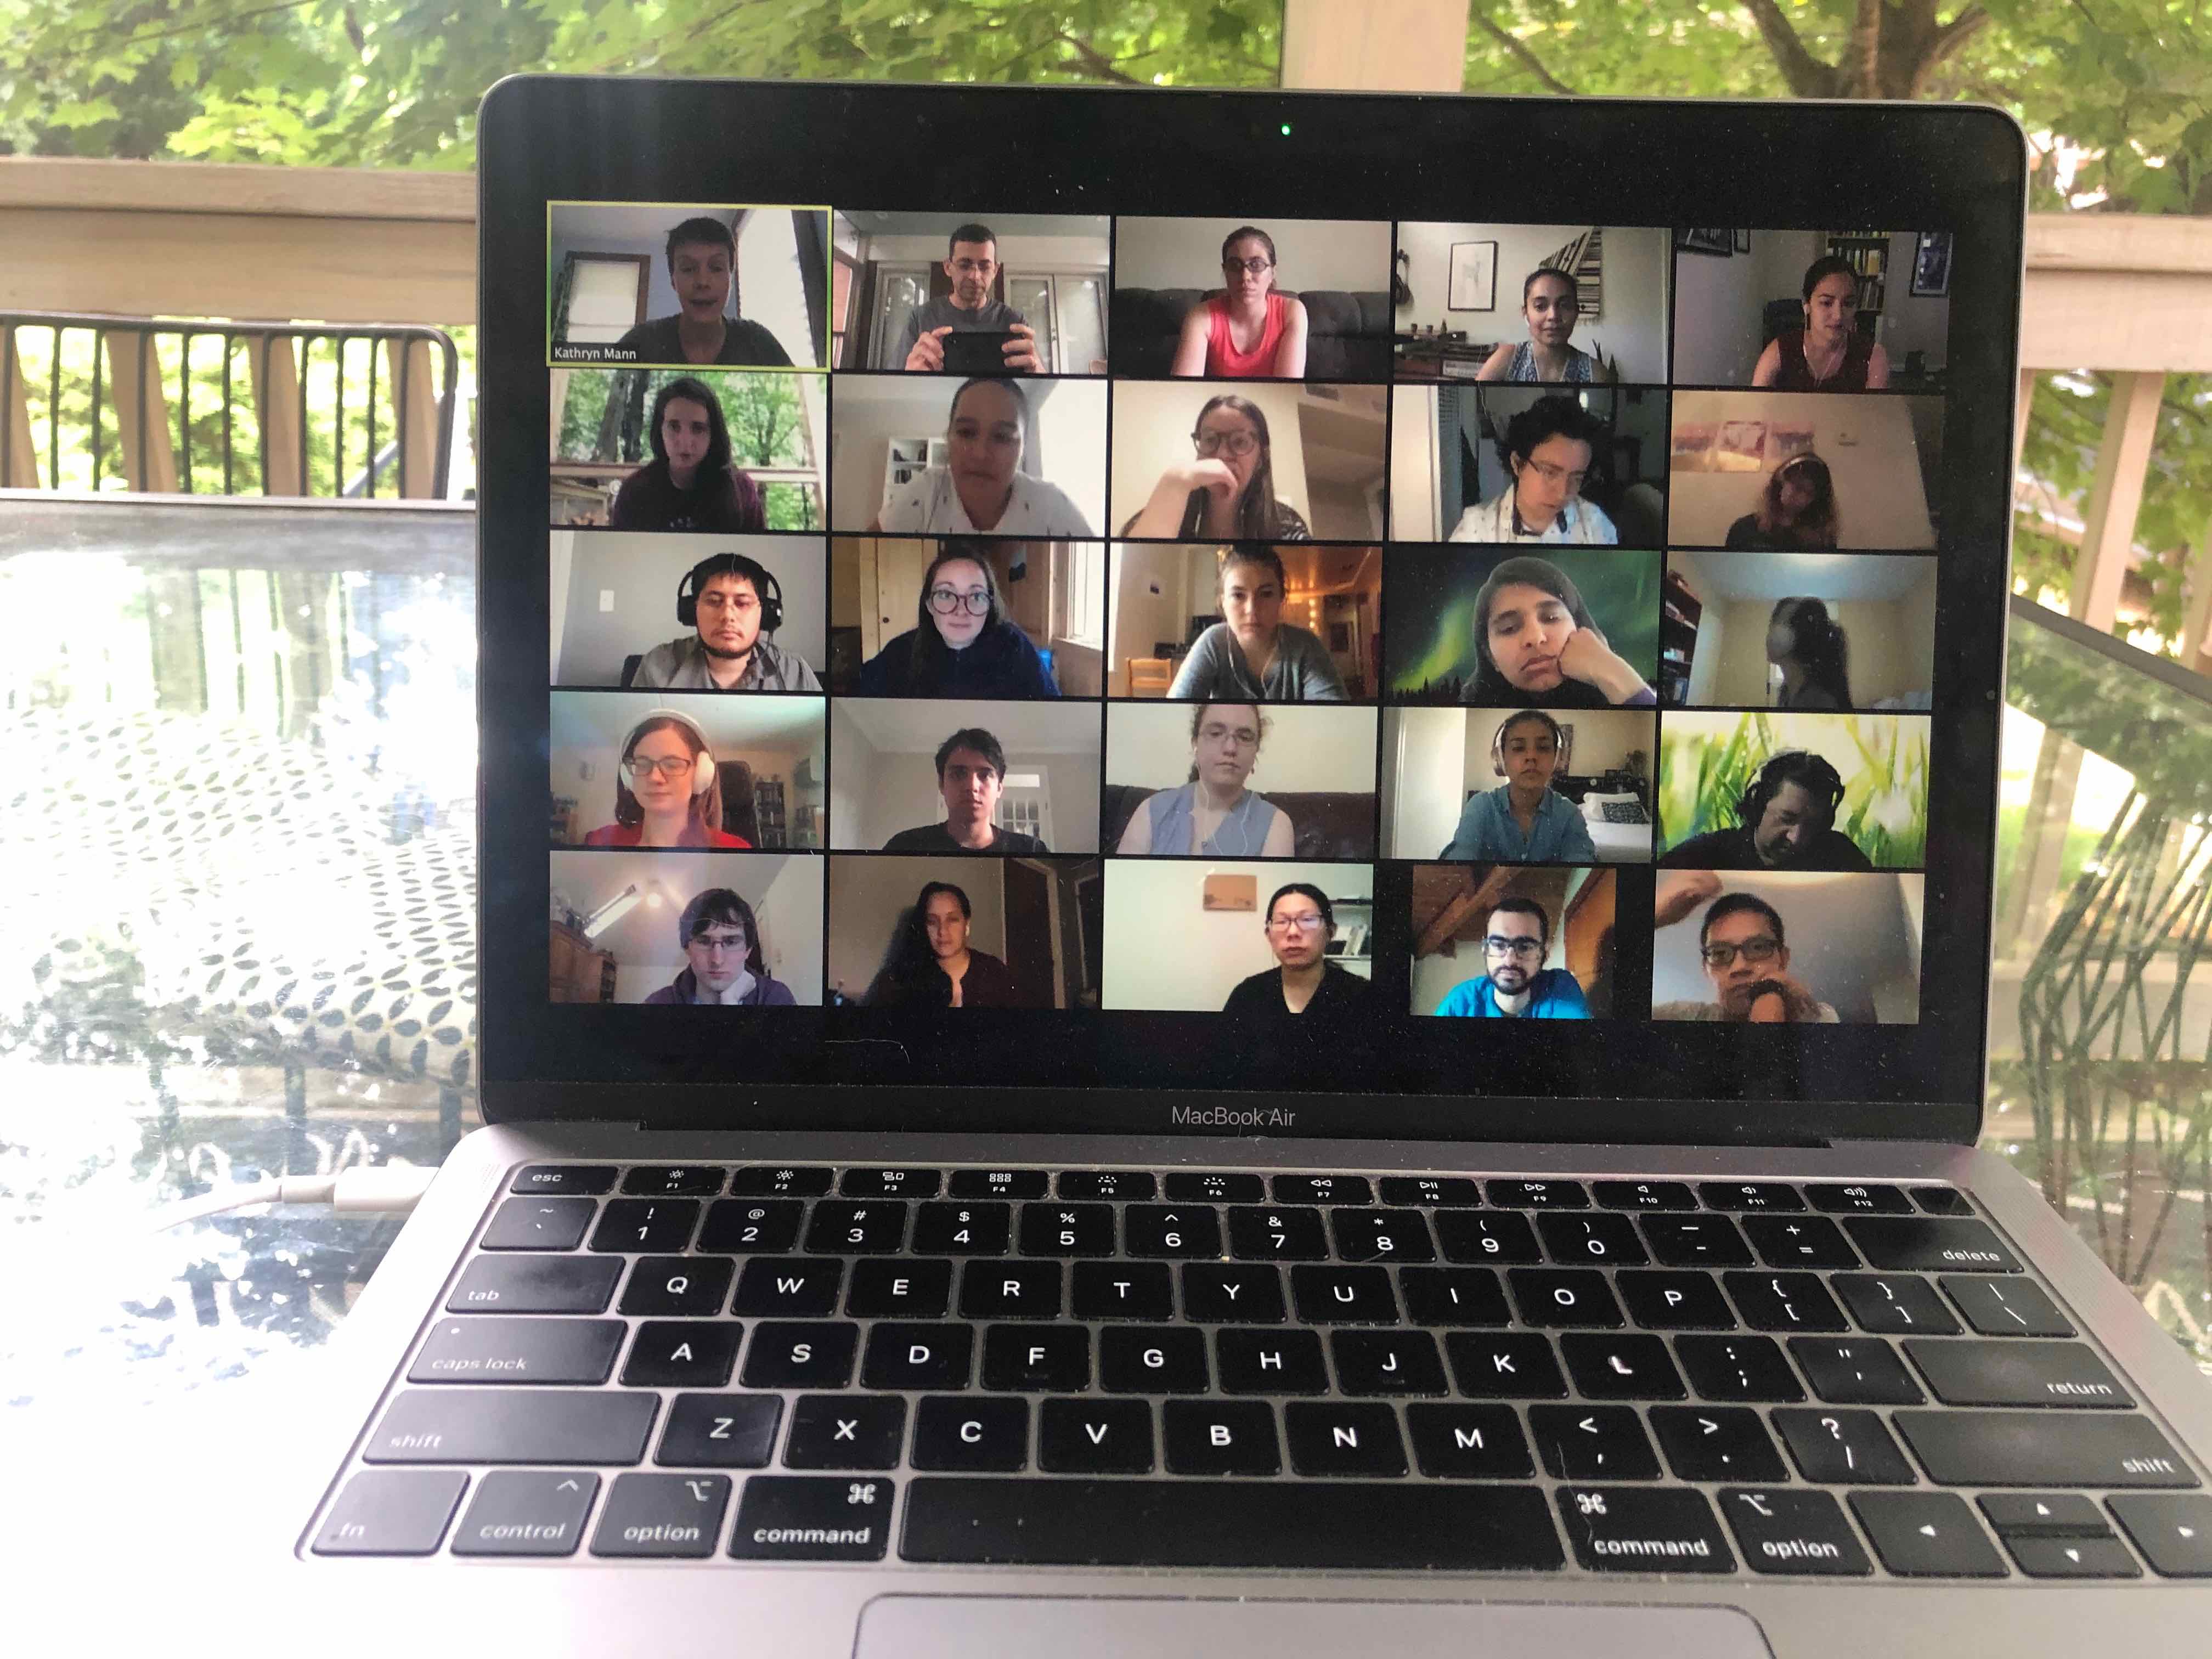 Kathryn Mann
MacBook Air
esc F1 F2 F3 F4 F5 F6 F7 F8 F9 F10 F11 F12
~ ` ! 1 @ 2 # 3 $ 4 % 5 ^ 6 & 7 * 8 ( 9 ) 0 — - + = delete
tab Q W E R T Y U I O P { [ } ] | \
caps lock A S D F G H J K L : ; " ' return
shift Z X C V B N M < , > . ? / shift
fn control option command command option